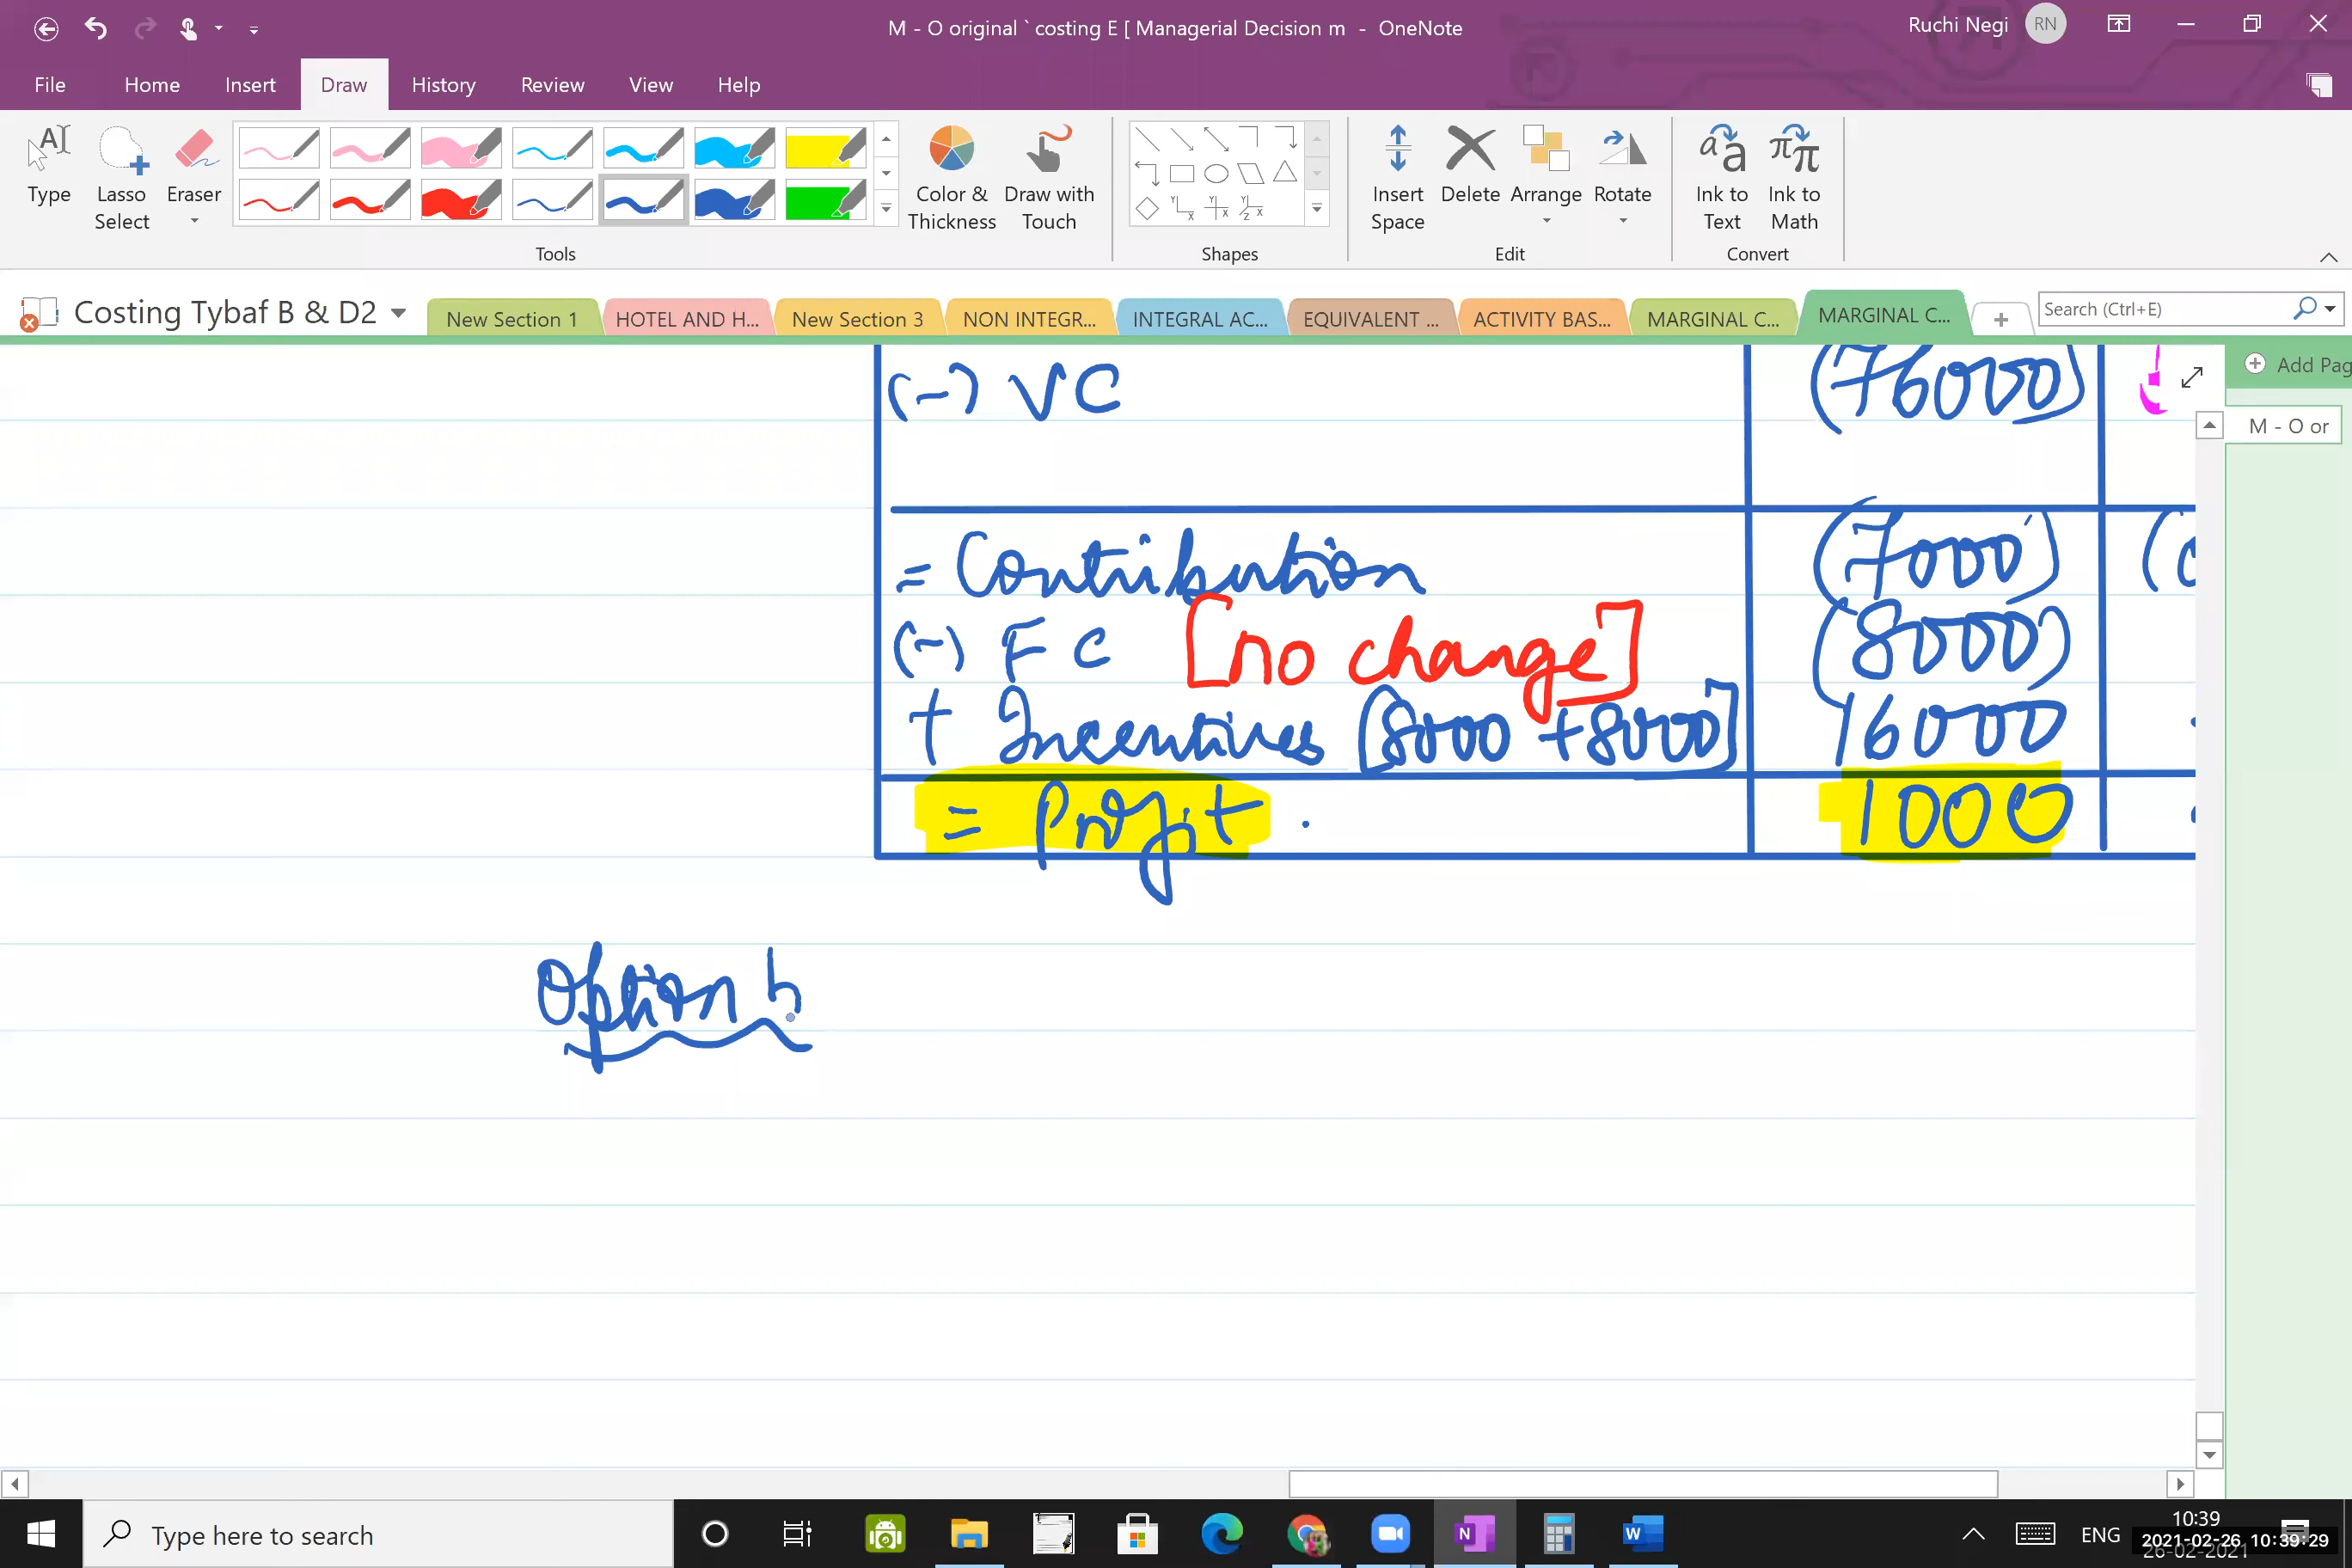 M - O original ` costing E [ Managerial Decision m - OneNote
Ruchi Negi RN
File Home Insert Draw History Review View Help
Type
Lasso Select
Eraser
Color & Thickness
Draw with Touch
Insert Space
Delete
Arrange
Rotate
Ink to Text
Ink to Math
Tools Shapes Edit Convert
Costing Tybaf B & D2
New Section 1 HOTEL AND H... New Section 3 NON INTEGR... INTEGRAL AC... EQUIVALENT ... ACTIVITY BAS... MARGINAL C... MARGINAL C... +
Search (Ctrl+E)
Add Pag
M - O or
(-) VC (76000)
= Contribution (7000)
(-) FC [no change] (8000)
+ Incentives [8000 + 8000] 16000
= Profit . 1000
Option b
Type here to search
ENG
10:39
26-02-2021
2021-02-26 10:39:29